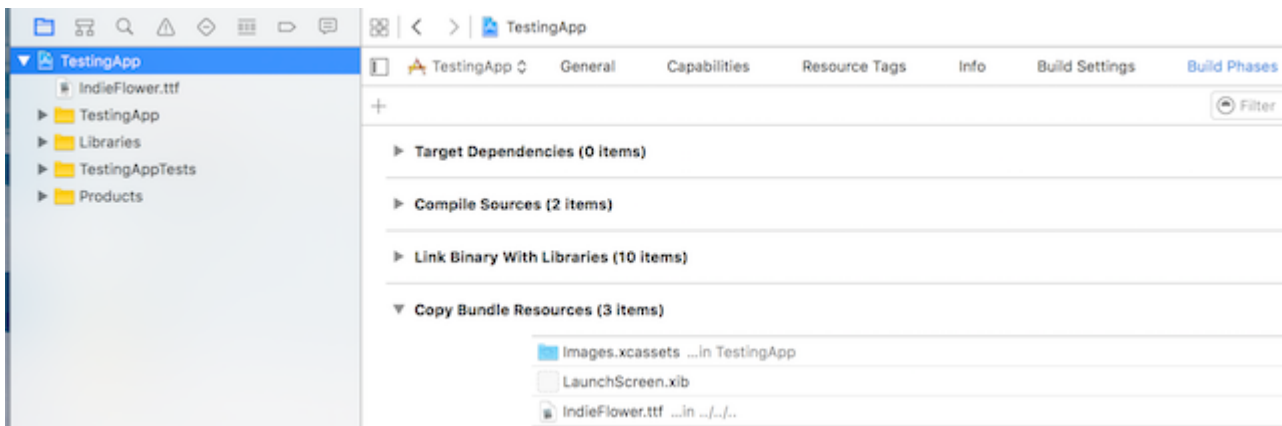 TestingApp
TestingApp
IndieFlower.ttf
TestingApp
Libraries
TestingAppTests
Products
TestingApp General Capabilities Resource Tags Info Build Settings Build Phases
Filter
Target Dependencies (0 items)
Compile Sources (2 items)
Link Binary With Libraries (10 items)
Copy Bundle Resources (3 items)
Images.xcassets ...in TestingApp
LaunchScreen.xib
IndieFlower.ttf ...in ../../..